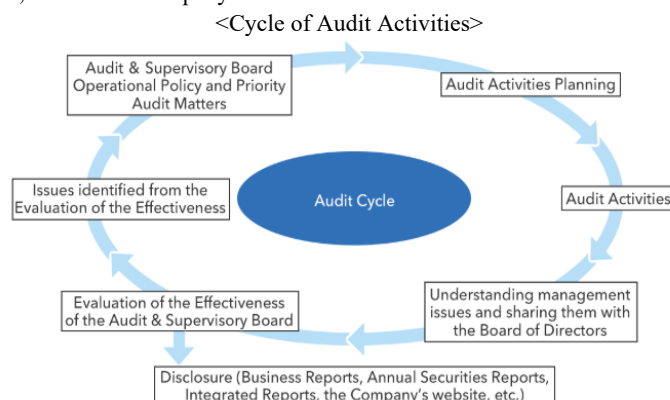 <Cycle of Audit Activities>
Audit & Supervisory Board
Operational Policy and Priority
Audit Matters
Audit Activities Planning
Audit Activities
Understanding management
issues and sharing them with
the Board of Directors
Evaluation of the Effectiveness
of the Audit & Supervisory Board
Issues identified from the
Evaluation of the Effectiveness
Audit Cycle
Disclosure (Business Reports, Annual Securities Reports,
Integrated Reports, the Company's website, etc.)